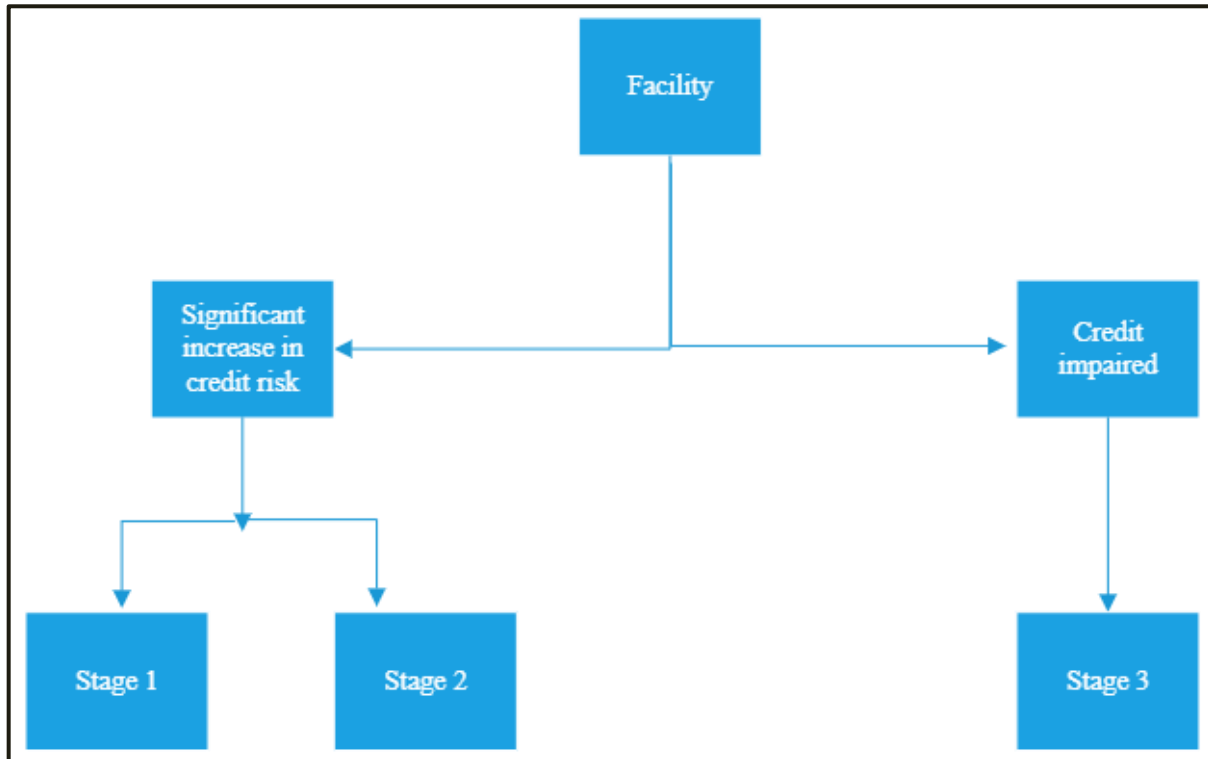 Facility
Significant
increase in
credit risk
Credit
impaired
Stage 1
Stage 2
Stage 3